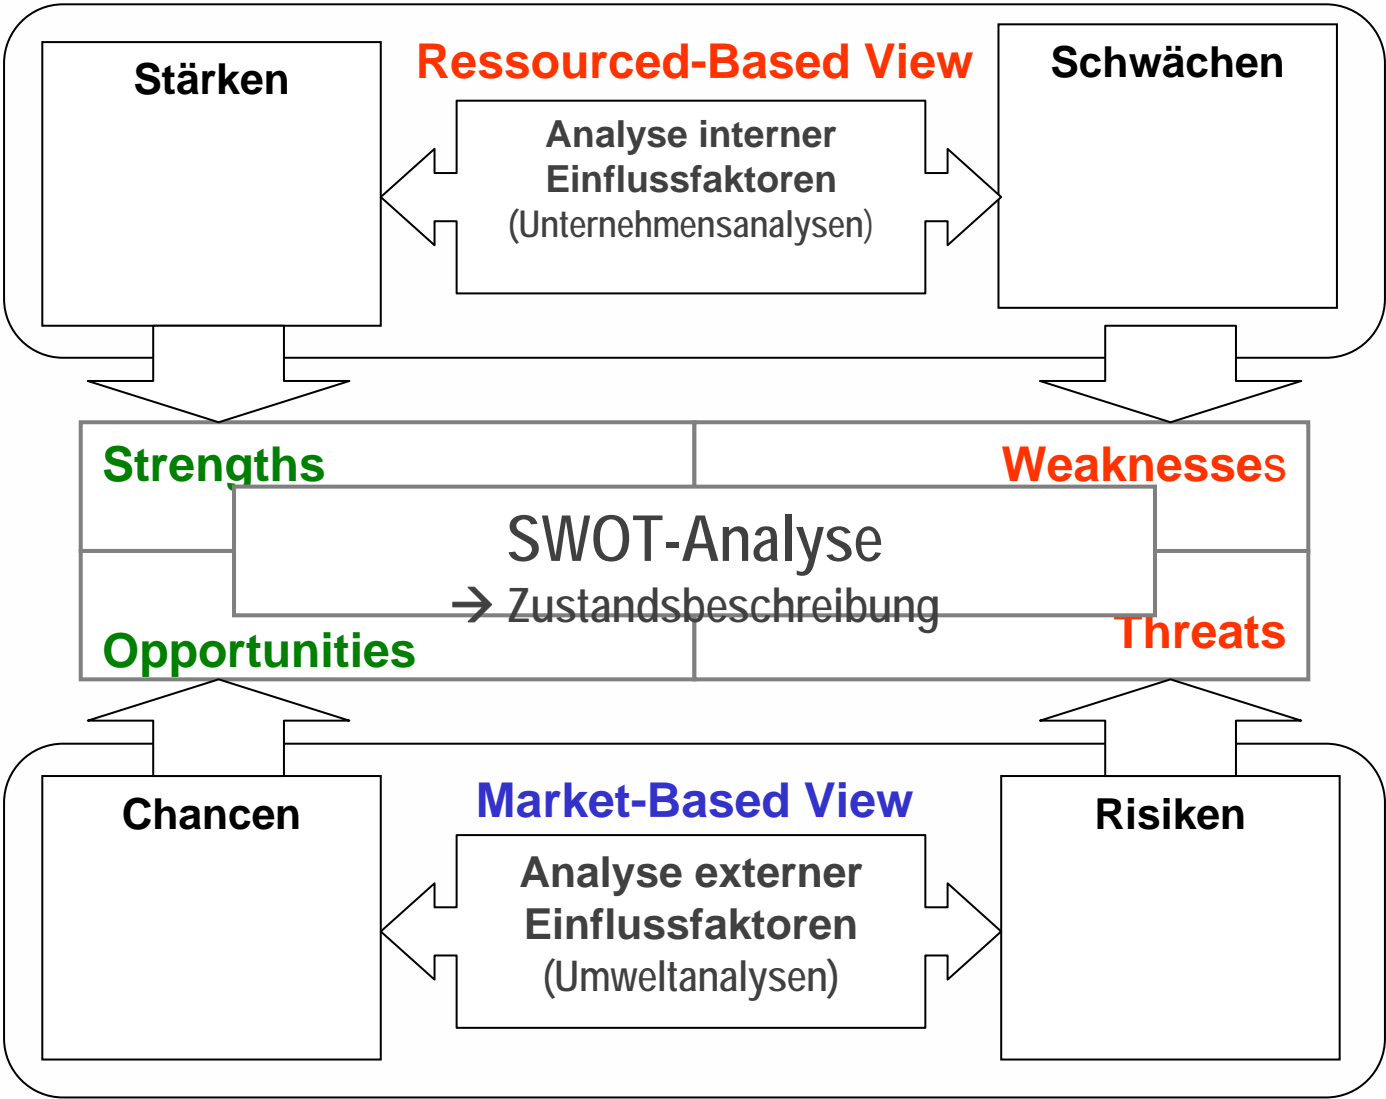 Stärken
Ressourced-Based View
Schwächen
Analyse interner
Einflussfaktoren
(Unternehmensanalysen)
Strengths
Weaknesses
SWOT-Analyse
→ Zustandsbeschreibung
Opportunities
Threats
Chancen
Market-Based View
Risiken
Analyse externer
Einflussfaktoren
(Umweltanalysen)